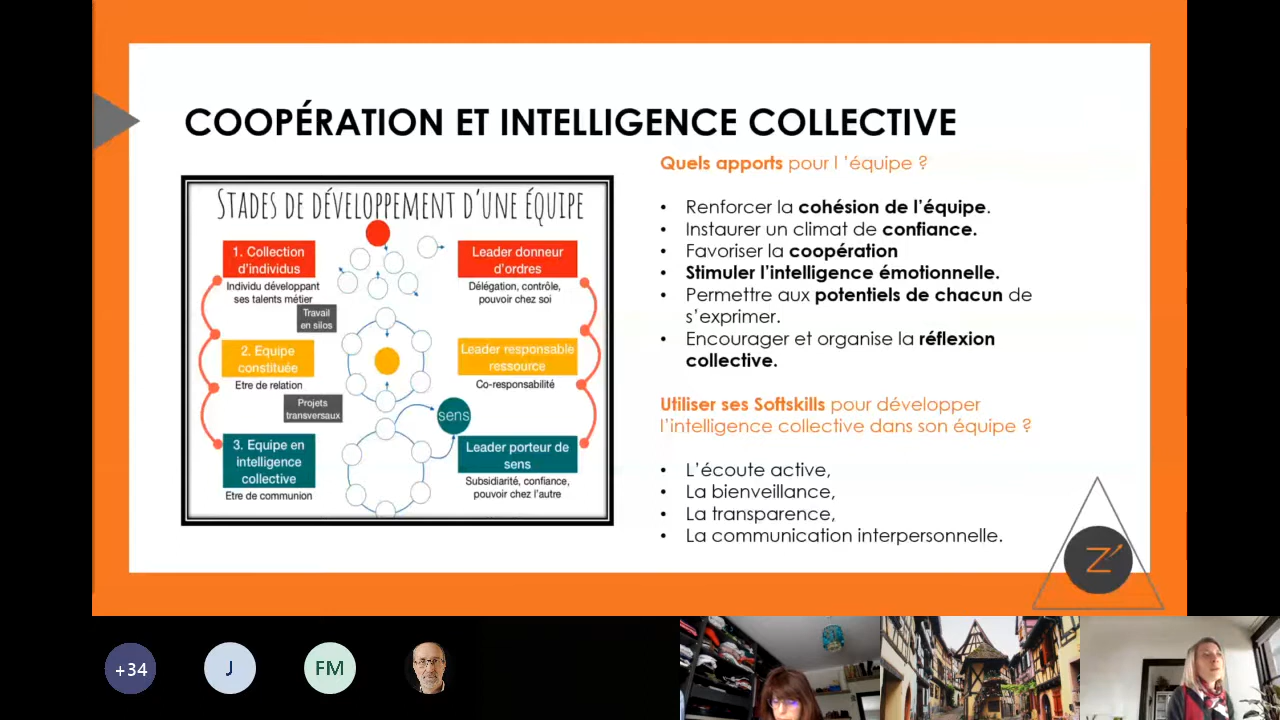 COOPÉRATION ET INTELLIGENCE COLLECTIVE
STADES DE DÉVELOPPEMENT D'UNE ÉQUIPE
1. Collection
d'individus
Individu développant
ses talents métier
Travail
en silos
2. Equipe
constituée
Etre de relation
Projets
transversaux
3. Equipe en
intelligence
collective
Etre de communion
sens
Leader donneur
d'ordres
Délégation, contrôle,
pouvoir chez soi
Leader responsable
ressource
Co-responsabilité
Leader porteur de
sens
Subsidiarité, confiance,
pouvoir chez l'autre
Quels apports pour l 'équipe ?
• Renforcer la cohésion de l'équipe.
• Instaurer un climat de confiance.
• Favoriser la coopération
• Stimuler l'intelligence émotionnelle.
• Permettre aux potentiels de chacun de
s'exprimer.
• Encourager et organise la réflexion
collective.
Utiliser ses Softskills pour développer
l'intelligence collective dans son équipe ?
• L'écoute active,
• La bienveillance,
• La transparence,
• La communication interpersonnelle.
Z
+34
J
FM